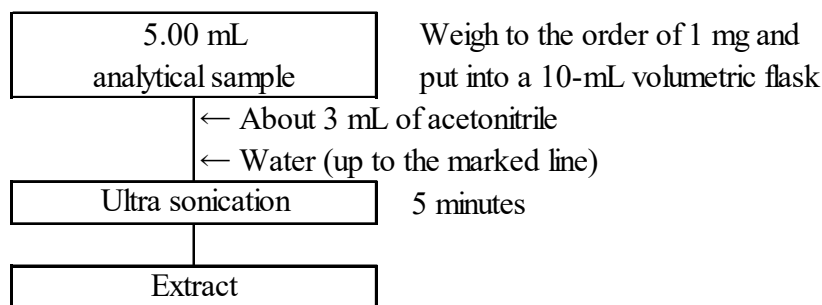 5.00 mL
analytical sample
Weigh to the order of 1 mg and
put into a 10-mL volumetric flask
← About 3 mL of acetonitrile
← Water (up to the marked line)
Ultra sonication
5 minutes
Extract